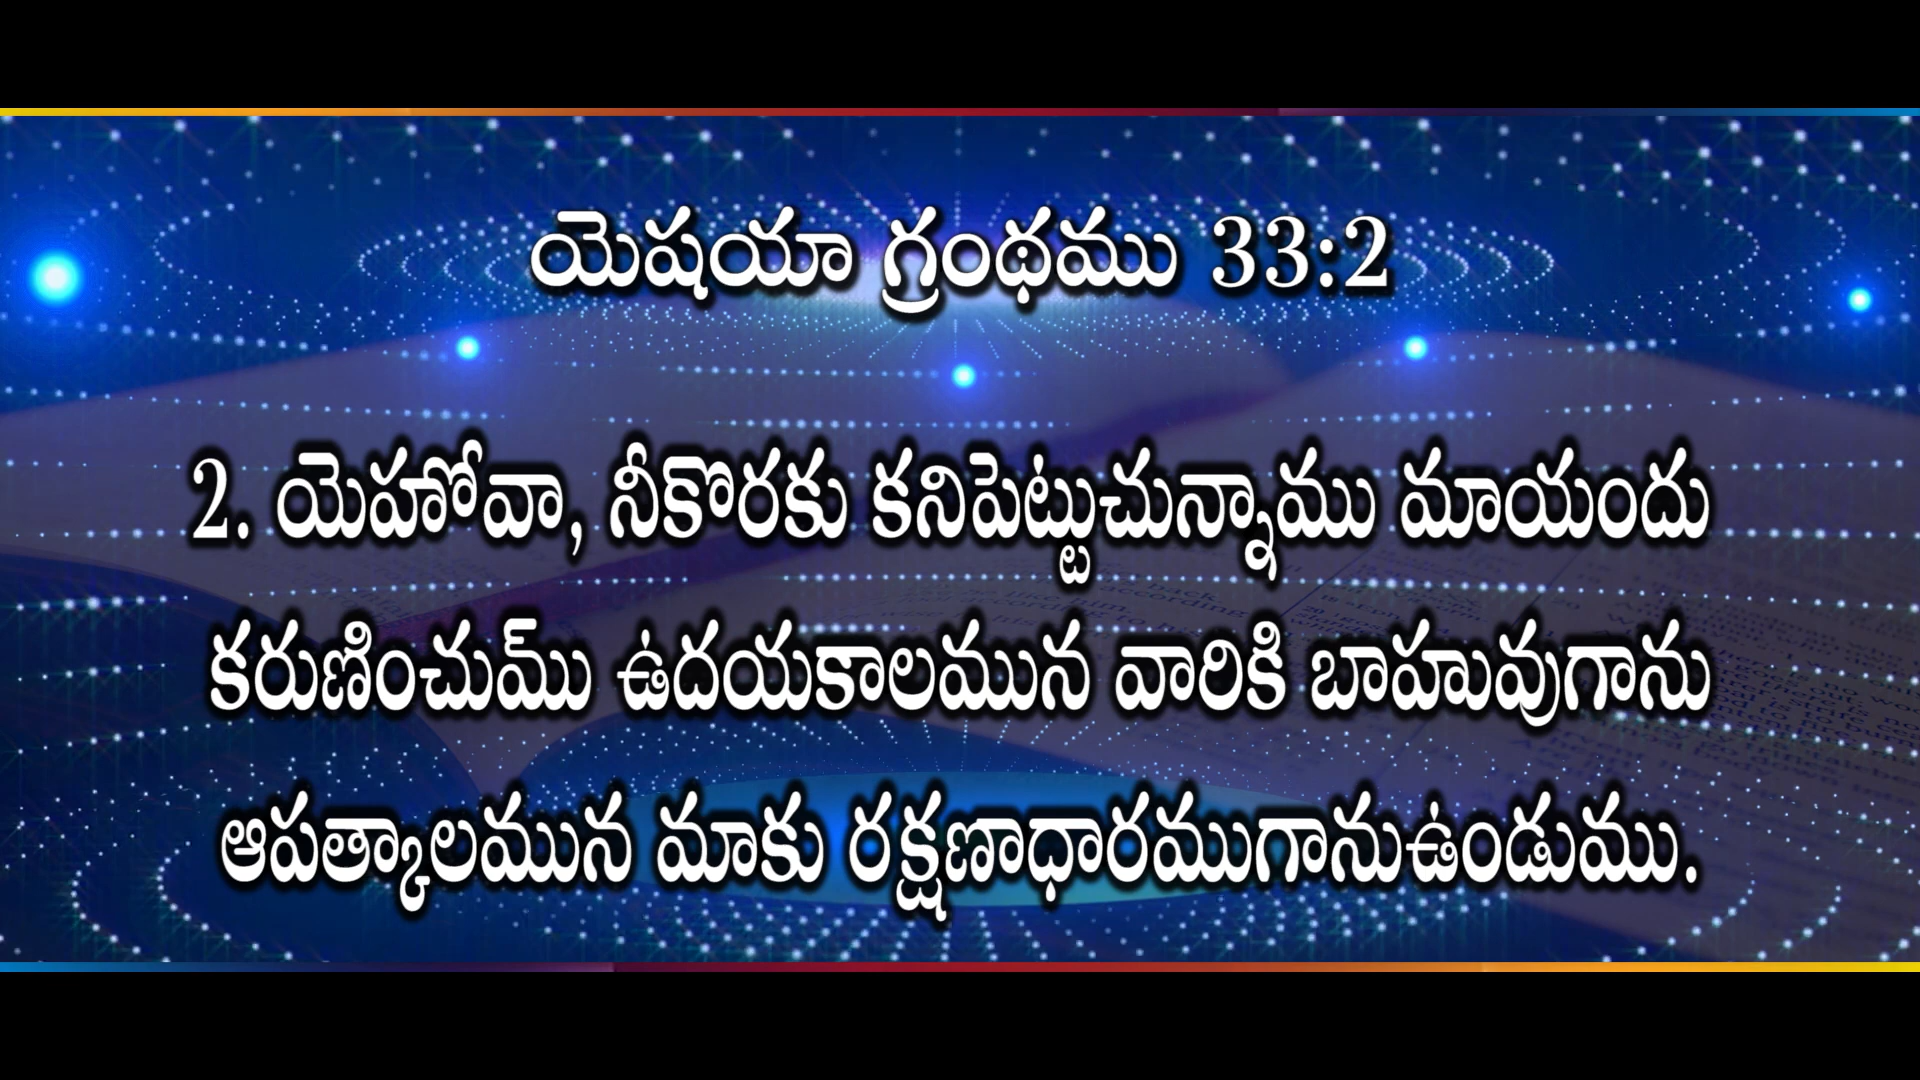 యెషయా గ్రంథము 33:2
2. యెహోవా, నీకొరకు కనిపెట్టుచున్నాము మాయందు
కరుణించుము ఉదయకాలమున వారికి బాహువుగాను
ఆపత్కాలమున మాకు రక్షణాధారముగానుఉండుము.